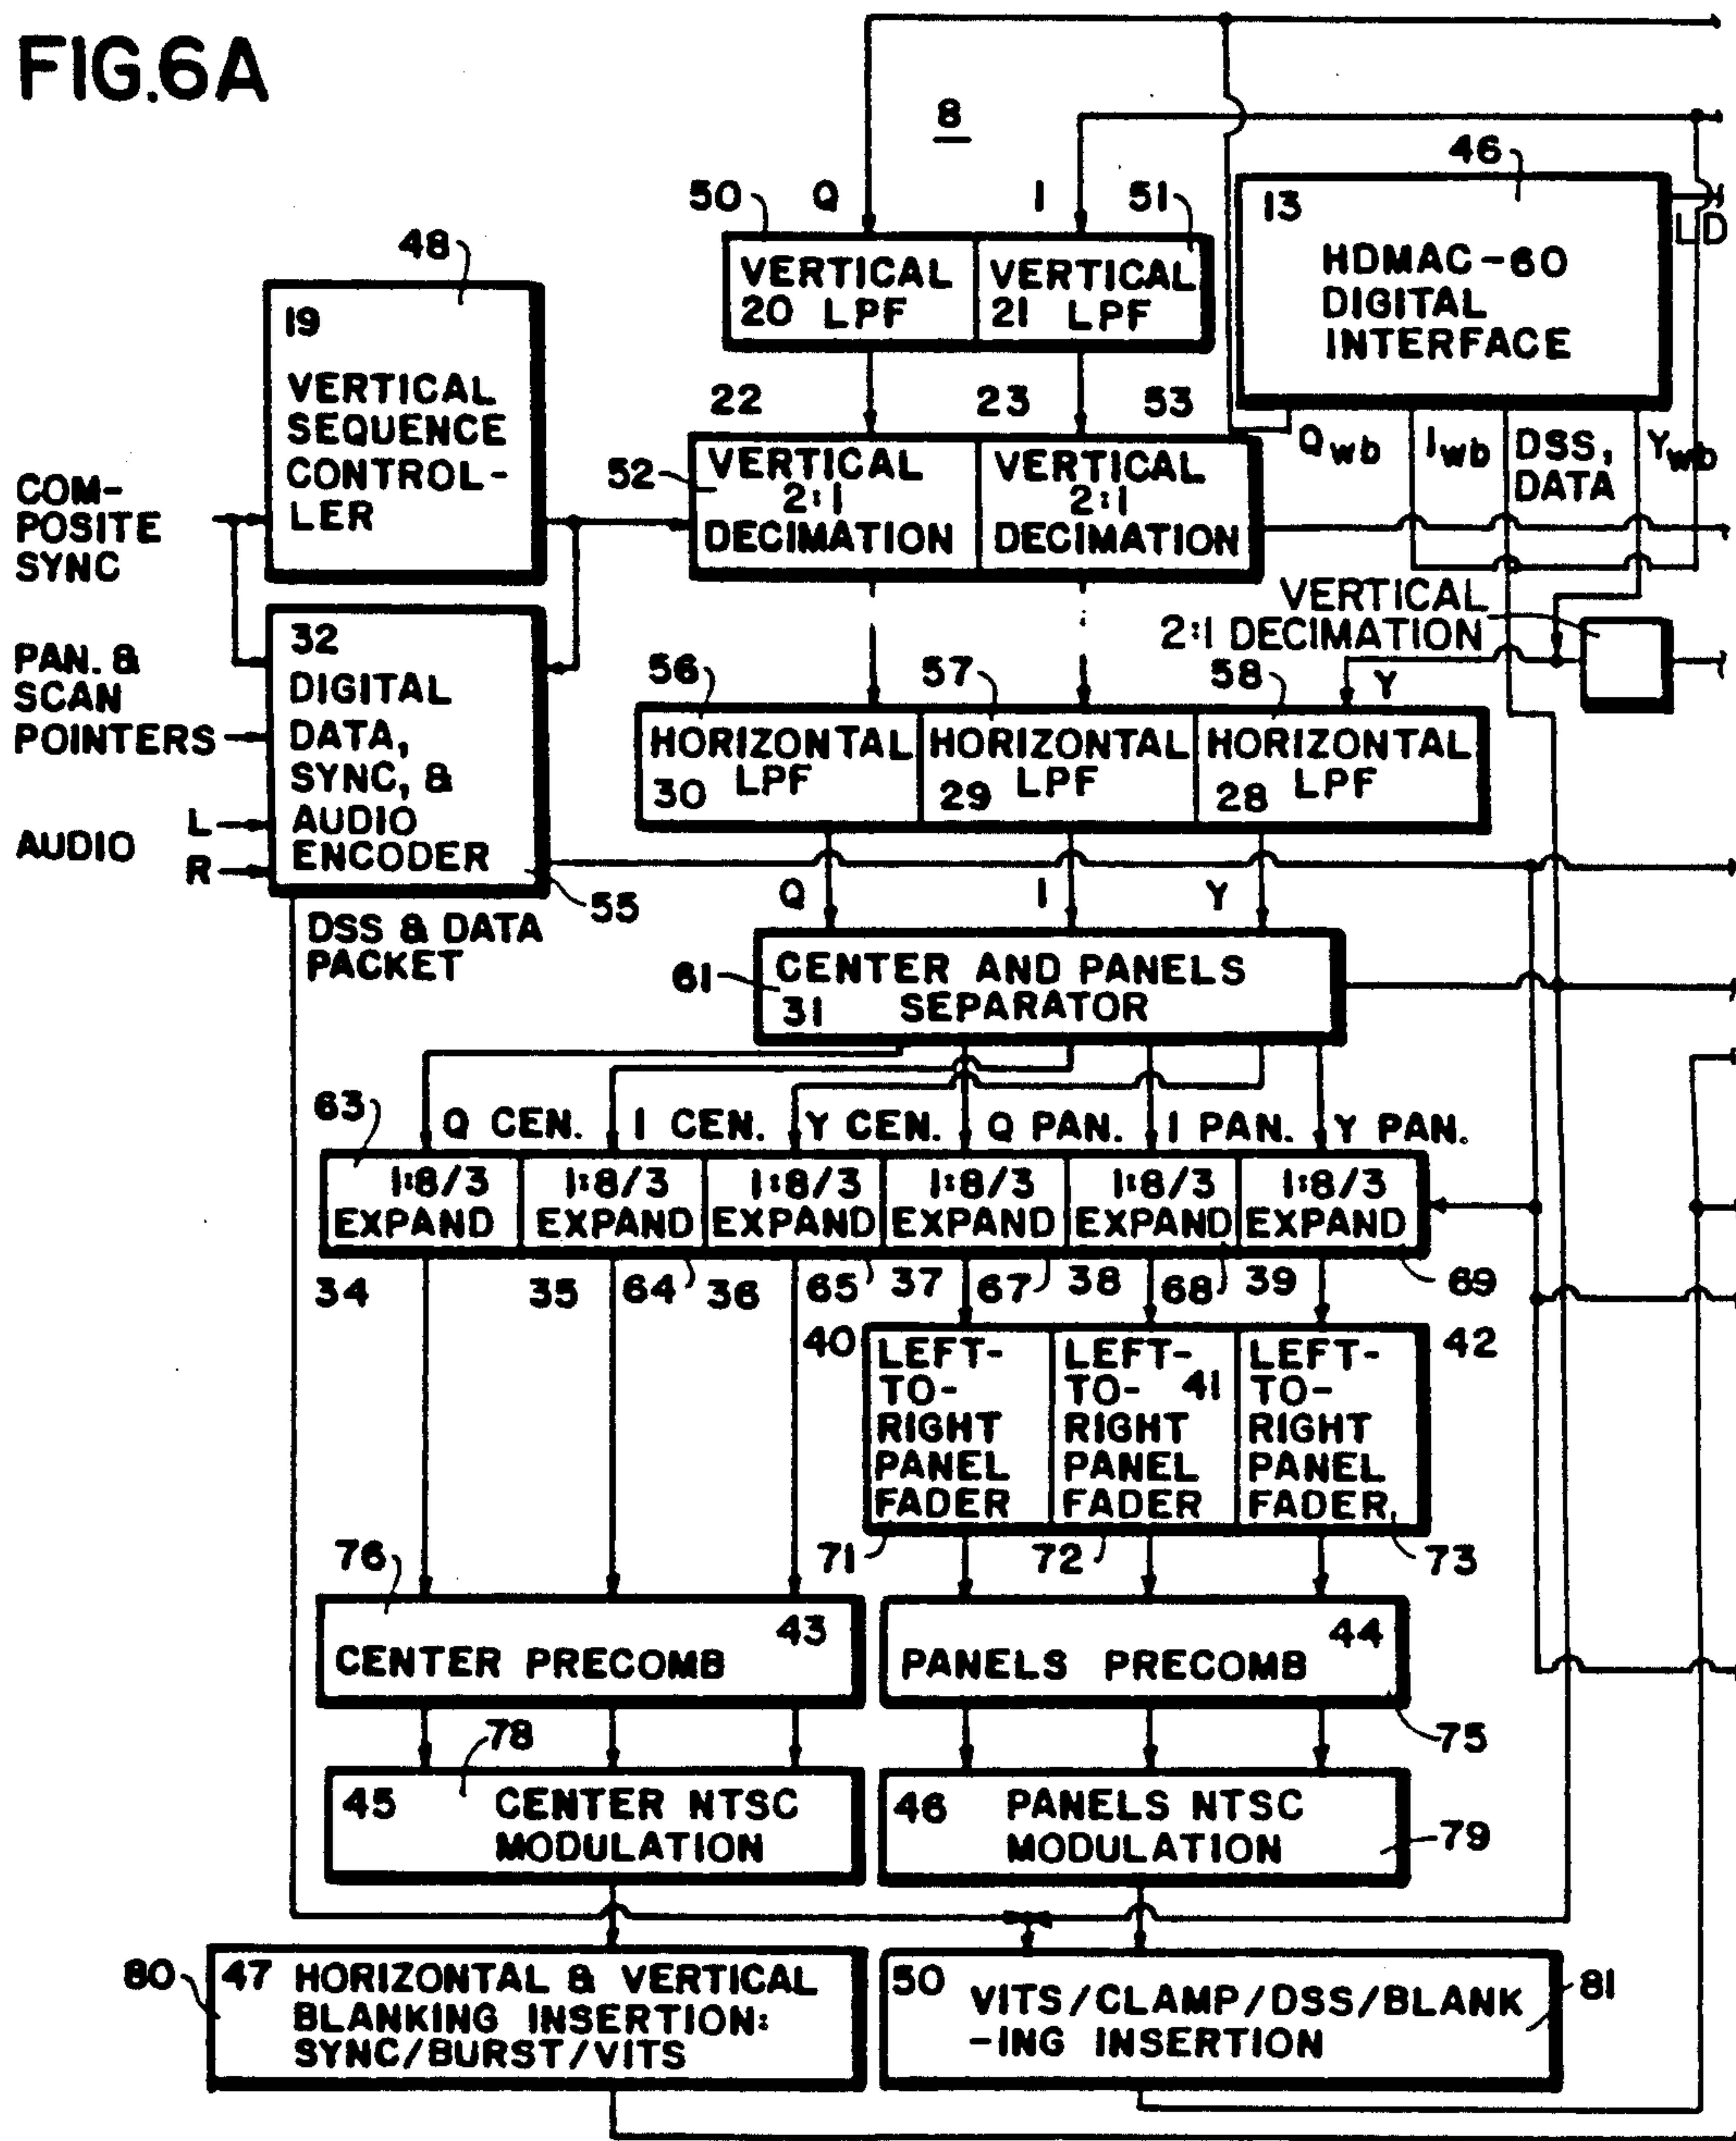 FIG.6A
8
46
50
Q
I
51
13
LD
HDMAC-60
DIGITAL
INTERFACE
48
VERTICAL
20 LPF
VERTICAL
21 LPF
19
VERTICAL
SEQUENCE
CONTROL-
LER
22
23
53
Qwb
Iwb
DSS,
DATA
Ywb
52
VERTICAL
2:1
DECIMATION
VERTICAL
2:1
DECIMATION
COM-
POSITE
SYNC
VERTICAL
2:1 DECIMATION
PAN. &
SCAN
POINTERS
32
DIGITAL
DATA,
SYNC, &
AUDIO
ENCODER
56
57
58
Y
HORIZONTAL
30 LPF
HORIZONTAL
29 LPF
HORIZONTAL
28 LPF
AUDIO
L
R
55
Q
I
Y
DSS & DATA
PACKET
61
CENTER AND PANELS
31 SEPARATOR
63
Q CEN.
I CEN.
Y CEN.
Q PAN.
I PAN.
Y PAN.
1:8/3
EXPAND
1:8/3
EXPAND
1:8/3
EXPAND
1:8/3
EXPAND
1:8/3
EXPAND
1:8/3
EXPAND
34
35
64
36
65
37
67
38
68
39
69
40
LEFT-
TO-
RIGHT
PANEL
FADER
LEFT-
TO- 41
RIGHT
PANEL
FADER
LEFT-
TO-
RIGHT
PANEL
FADER
42
71
72
73
76
43
CENTER PRECOMB
44
PANELS PRECOMB
78
75
45 CENTER NTSC
MODULATION
46 PANELS NTSC
MODULATION
79
80
47 HORIZONTAL & VERTICAL
BLANKING INSERTION:
SYNC/BURST/VITS
50
VITS/CLAMP/DSS/BLANK
-ING INSERTION
81